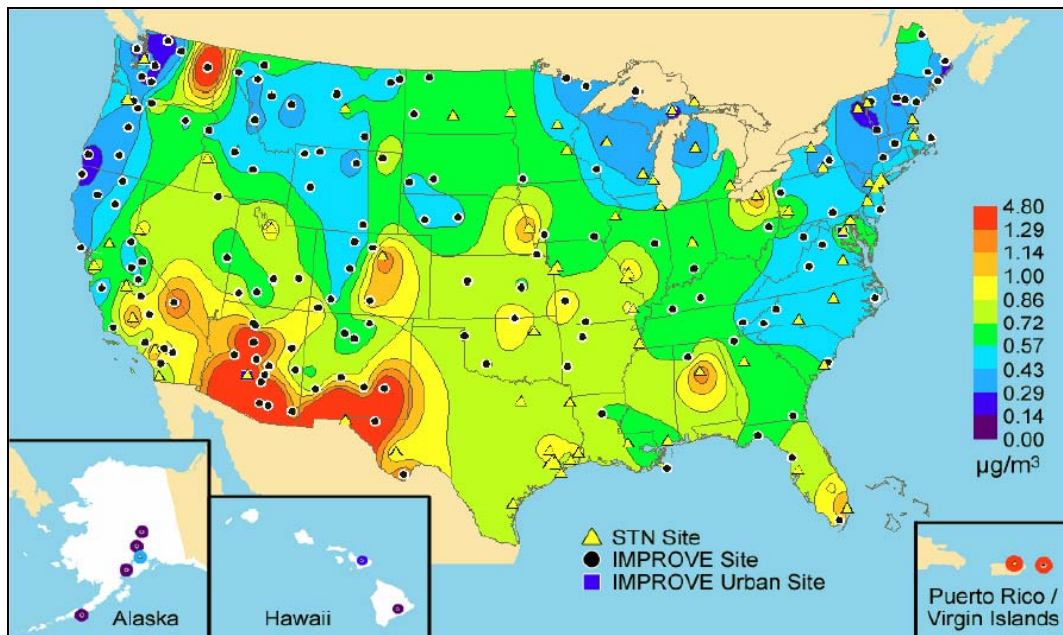 4.80
1.29
1.14
1.00
0.86
0.72
0.57
0.43
0.29
0.14
0.00
µg/m³
STN Site
IMPROVE Site
IMPROVE Urban Site
Alaska
Hawaii
Puerto Rico /
Virgin Islands